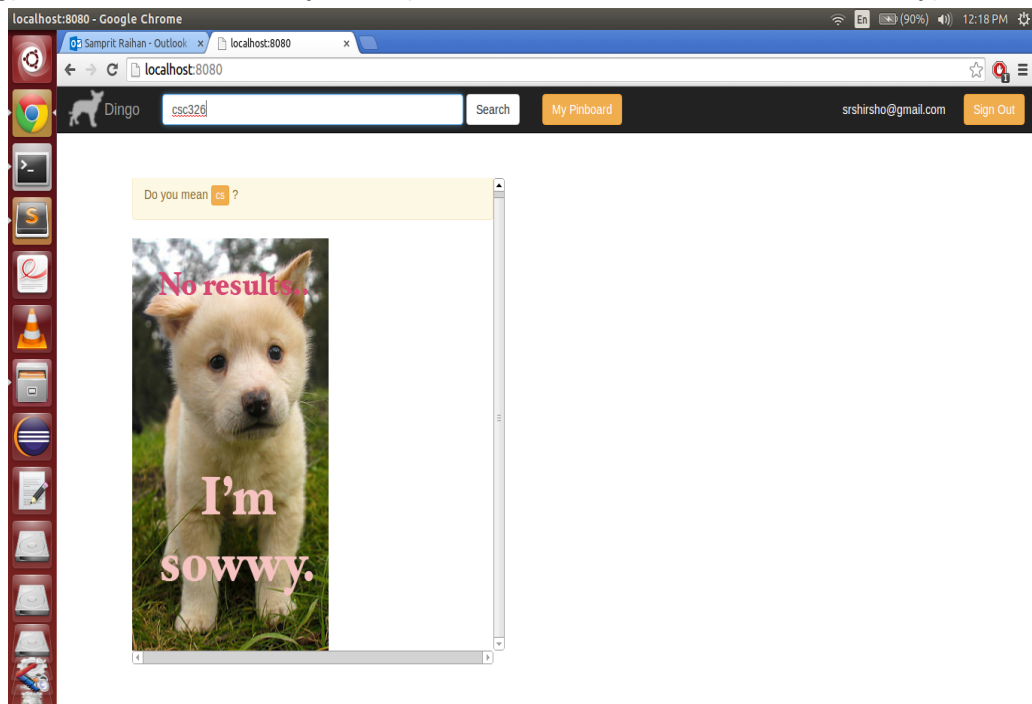 localhost:8080 - Google Chrome
En (90%) 12:18 PM
Samprit Raihan - Outlook × localhost:8080 ×
localhost:8080
Dingo csc326 Search My Pinboard srshirsho@gmail.com Sign Out
Do you mean cs ?
No results..
I'm
sowwy.